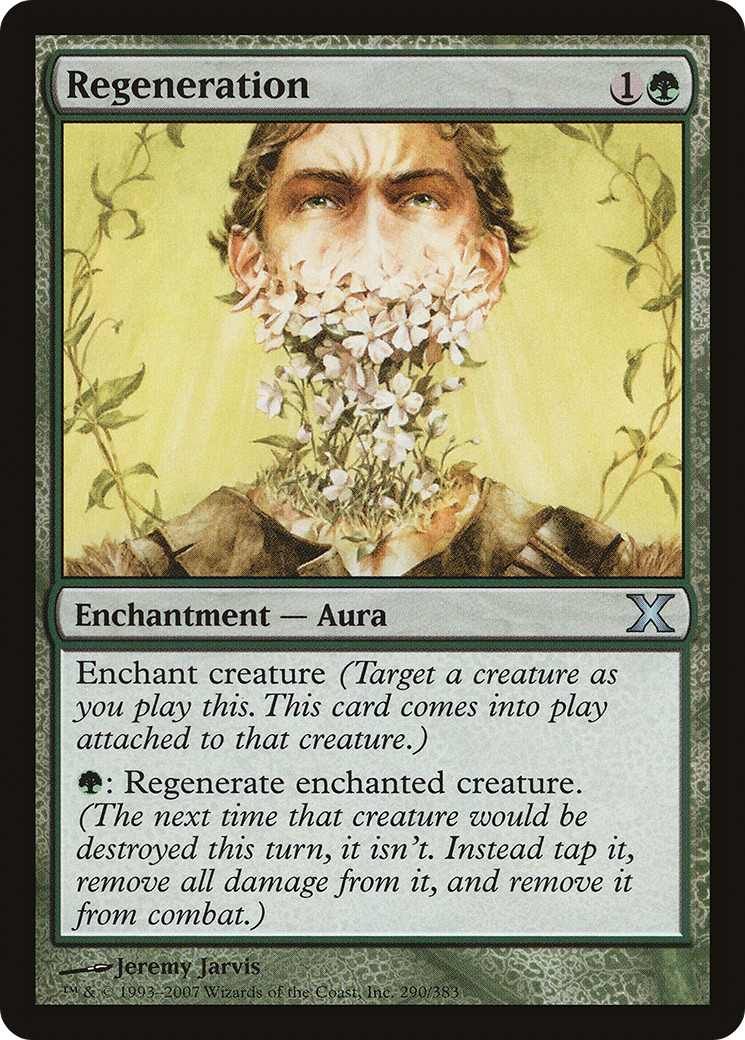 Regeneration 1
Enchantment — Aura X
Enchant creature (Target a creature as
you play this. This card comes into play
attached to that creature.)
: Regenerate enchanted creature.
(The next time that creature would be
destroyed this turn, it isn't. Instead tap it,
remove all damage from it, and remove it
from combat.)
Jeremy Jarvis
™ & © 1993–2007 Wizards of the Coast, Inc. 290/383